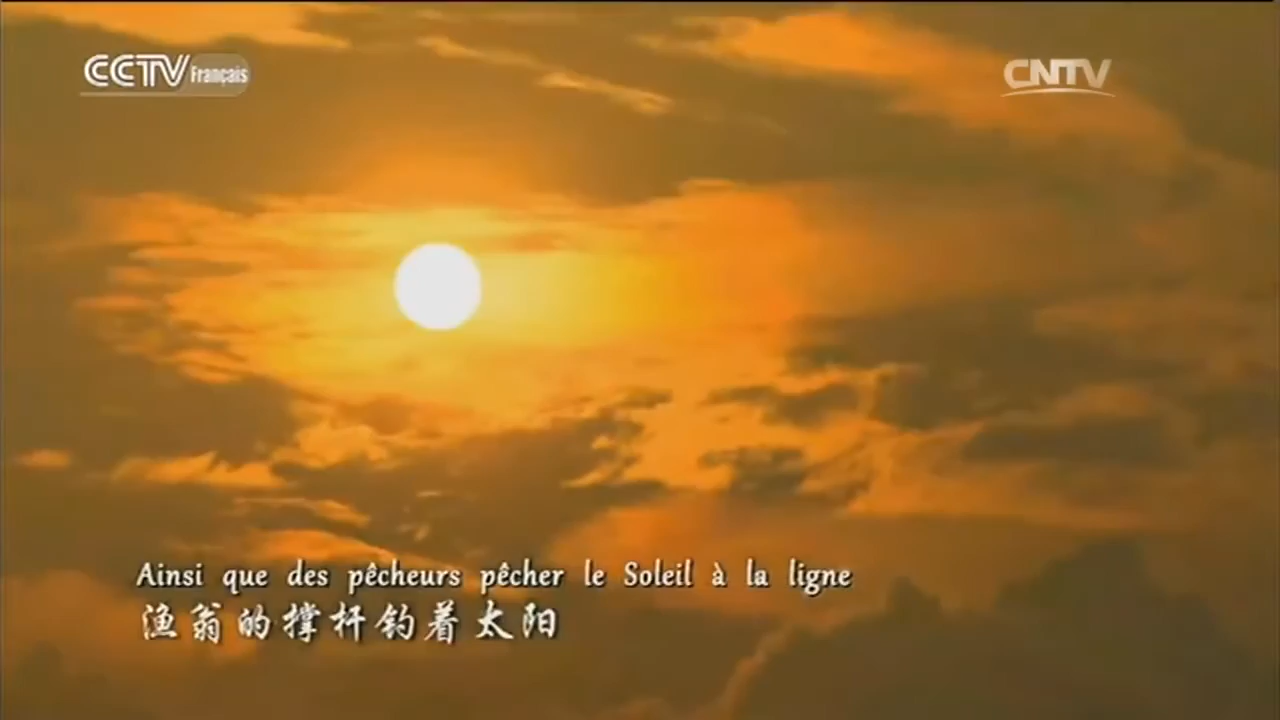 CCTV Français
CNTV
Ainsi que des pêcheurs pêcher le Soleil à la ligne
渔翁的撑杆钓着太阳